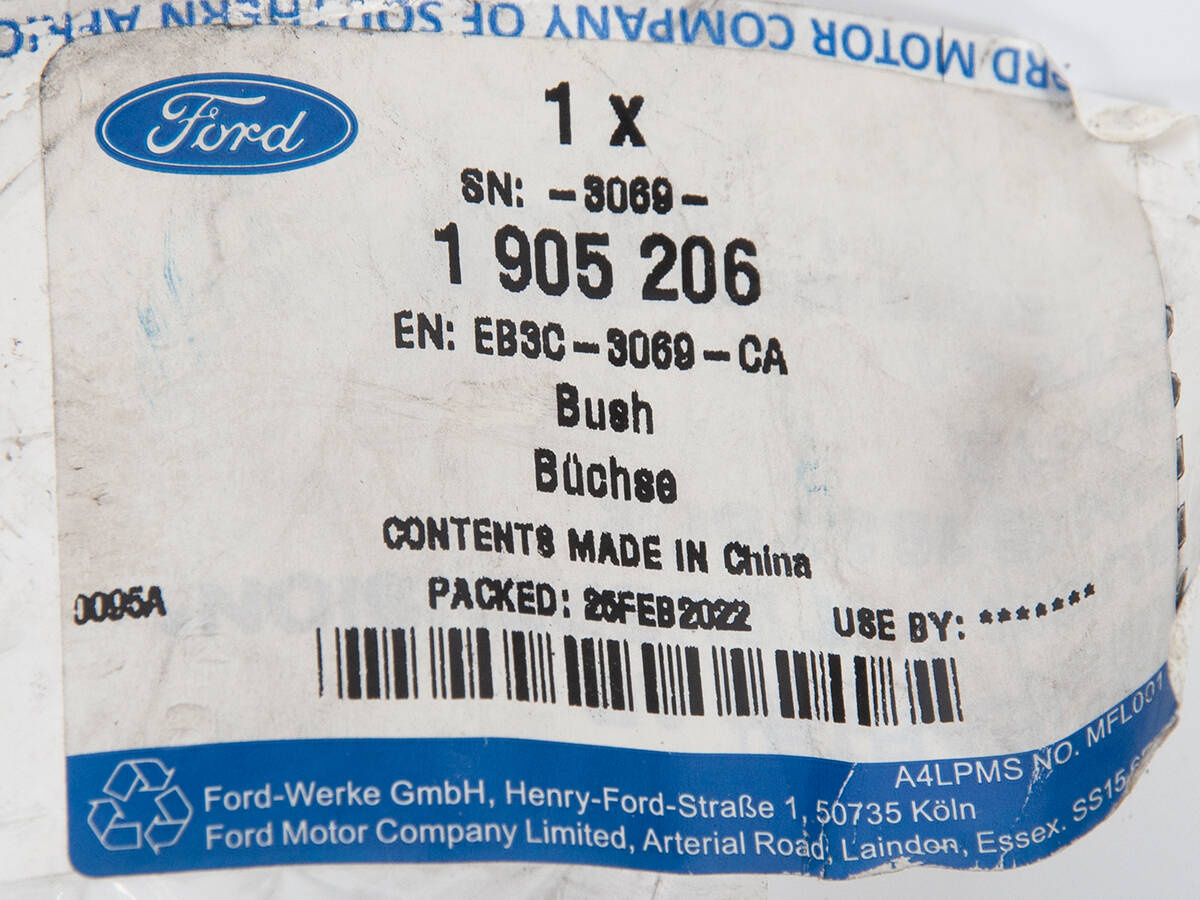 FORD MOTOR COMPANY OF SOUTHERN
Ford
1 X
SN: -3069-
1 905 206
EN: EB3C-3069-CA
Bush
Büchse
CONTENTS MADE IN China
0095A PACKED: 25FEB2022 USE BY: *******
A4LPMS NO. MFL001
Ford-Werke GmbH, Henry-Ford-Straße 1, 50735 Köln
Ford Motor Company Limited, Arterial Road, Laindon, Essex.